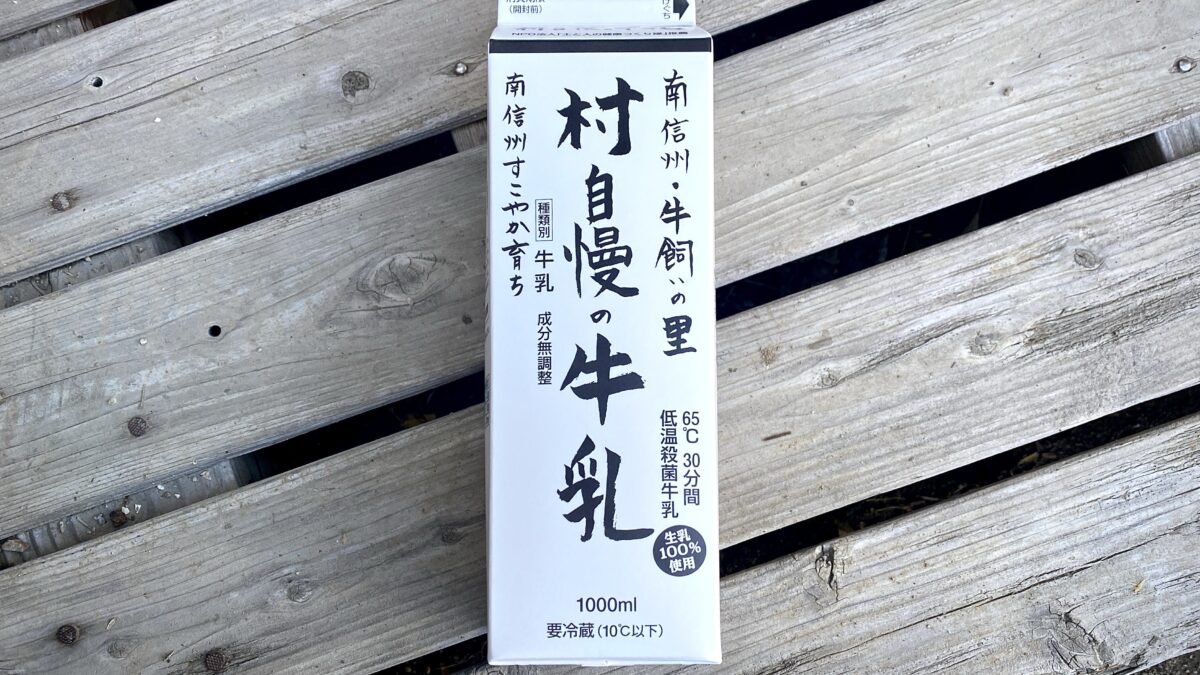 (開封前)
南信州・牛飼いの里
村自慢の牛乳
種類別
牛乳
成分無調整
南信州すこやか育ち
65℃ 30分間
低温殺菌牛乳
生乳
100%
使用
1000ml
要冷蔵(10℃以下)